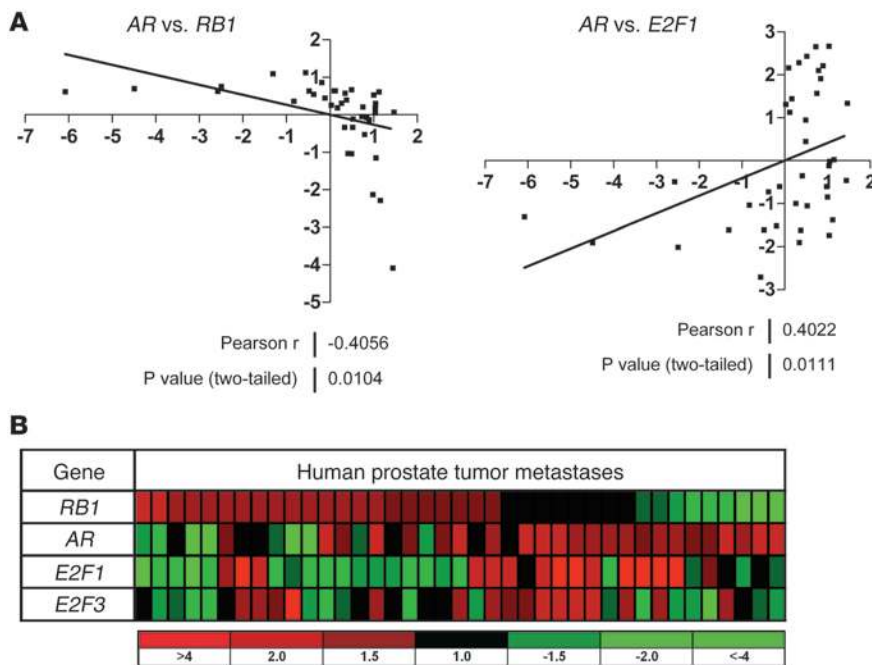 A
AR vs. RB1
2
1
-7 -6 -5 -4 -3 -2 -1 0 1 2
-1
-2
-3
-4
-5
Pearson r -0.4056
P value (two-tailed) 0.0104
AR vs. E2F1
3
2
1
-7 -6 -5 -4 -3 -2 -1 0 1 2
-1
-2
-3
Pearson r 0.4022
P value (two-tailed) 0.0111
B
Gene Human prostate tumor metastases
RB1
AR
E2F1
E2F3
>4 2.0 1.5 1.0 -1.5 -2.0 <-4